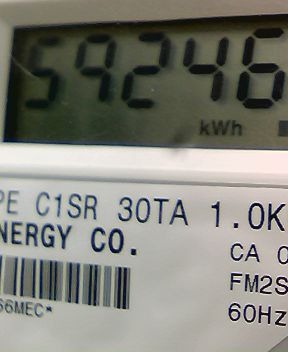 59246
kWh
PE C1SR 30TA 1.0K
NERGY CO.
CA 0
FM2S
60Hz
66MEC*